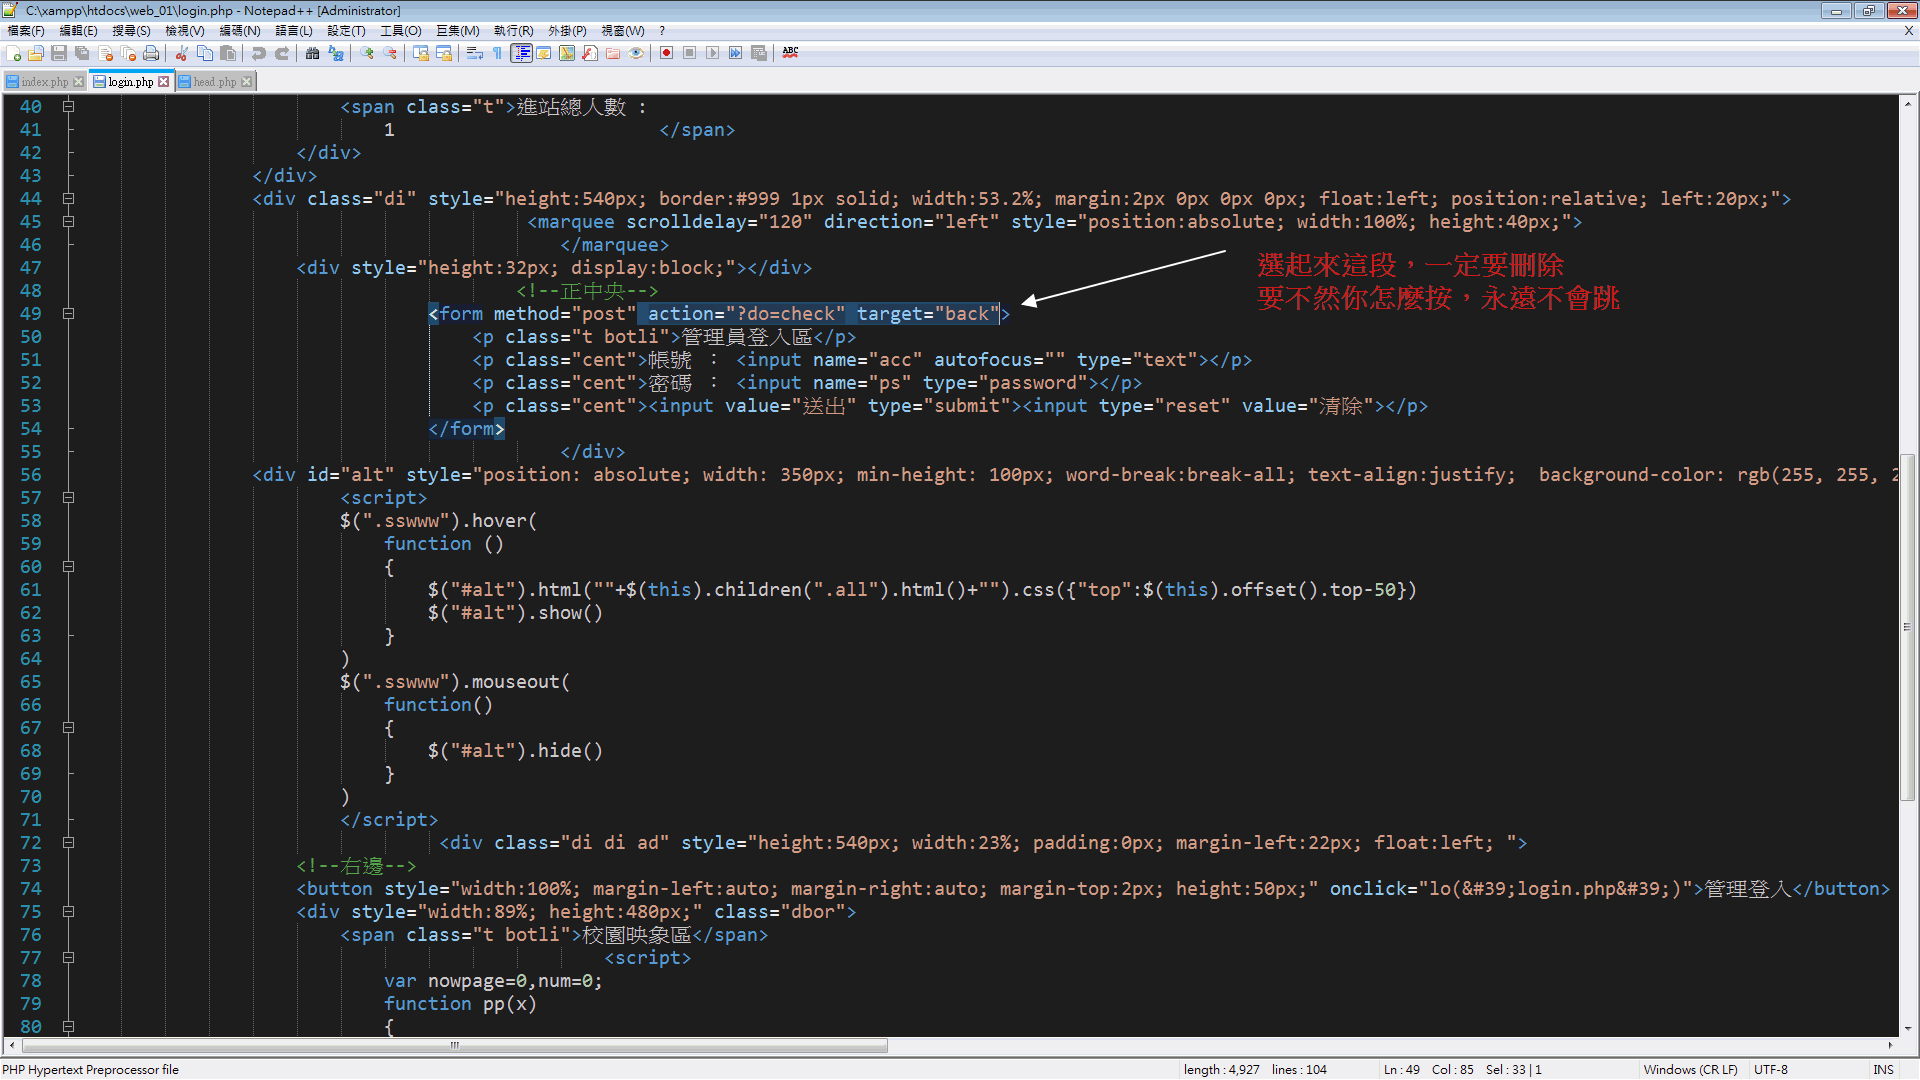 C:\xampp\htdocs\web_01\login.php - Notepad++ [Administrator]
檔案(F) 編輯(E) 搜尋(S) 檢視(V) 編碼(N) 語言(L) 設定(T) 工具(O) 巨集(M) 執行(R) 外掛(P) 視窗(W) ? X
index.php login.php head.php
40 <span class="t">進站總人數 :
41 1 </span>
42 </div>
43 </div>
44 <div class="di" style="height:540px; border:#999 1px solid; width:53.2%; margin:2px 0px 0px 0px; float:left; position:relative; left:20px;">
45 <marquee scrolldelay="120" direction="left" style="position:absolute; width:100%; height:40px;">
46 </marquee>
47 <div style="height:32px; display:block;"></div>
選起來這段，一定要刪除
48 <!--正中央-->
要不然你怎麼按，永遠不會跳
49 <form method="post" action="?do=check" target="back">
50 <p class="t botli">管理員登入區</p>
51 <p class="cent">帳號 : <input name="acc" autofocus="" type="text"></p>
52 <p class="cent">密碼 : <input name="ps" type="password"></p>
53 <p class="cent"><input value="送出" type="submit"><input type="reset" value="清除"></p>
54 </form>
55 </div>
56 <div id="alt" style="position: absolute; width: 350px; min-height: 100px; word-break:break-all; text-align:justify;  background-color: rgb(255, 255, 2
57 <script>
58 $(".sswww").hover(
59 function ()
60 {
61 $("#alt").html(""+$(this).children(".all").html()+"").css({"top":$(this).offset().top-50})
62 $("#alt").show()
63 }
64 )
65 $(".sswww").mouseout(
66 function()
67 {
68 $("#alt").hide()
69 }
70 )
71 </script>
72 <div class="di di ad" style="height:540px; width:23%; padding:0px; margin-left:22px; float:left; ">
73 <!--右邊-->
74 <button style="width:100%; margin-left:auto; margin-right:auto; margin-top:2px; height:50px;" onclick="lo(&#39;login.php&#39;)">管理登入</button>
75 <div style="width:89%; height:480px;" class="dbor">
76 <span class="t botli">校園映象區</span>
77 <script>
78 var nowpage=0,num=0;
79 function pp(x)
80 {
PHP Hypertext Preprocessor file length : 4,927 lines : 104 Ln : 49 Col : 85 Sel : 33 | 1 Windows (CR LF) UTF-8 INS